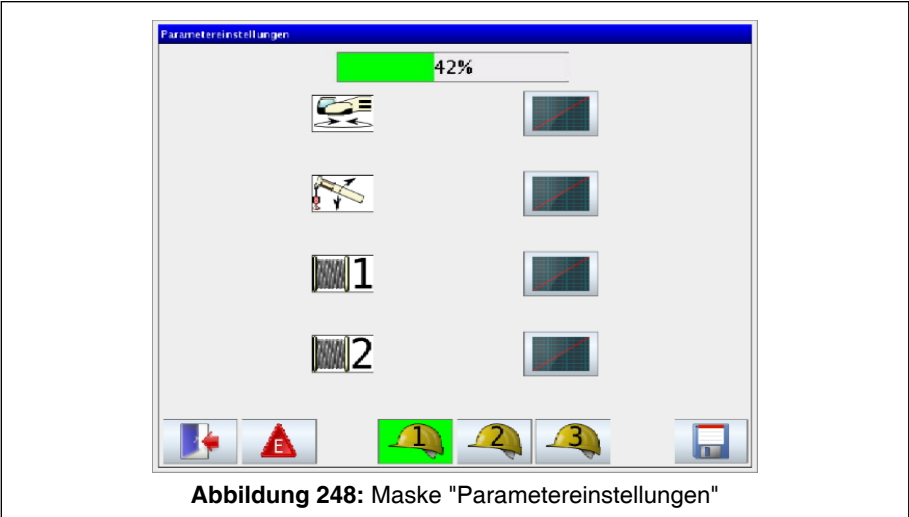 Parametereinstellungen
42%
1
2
E
1
2
3
Abbildung 248: Maske "Parametereinstellungen"